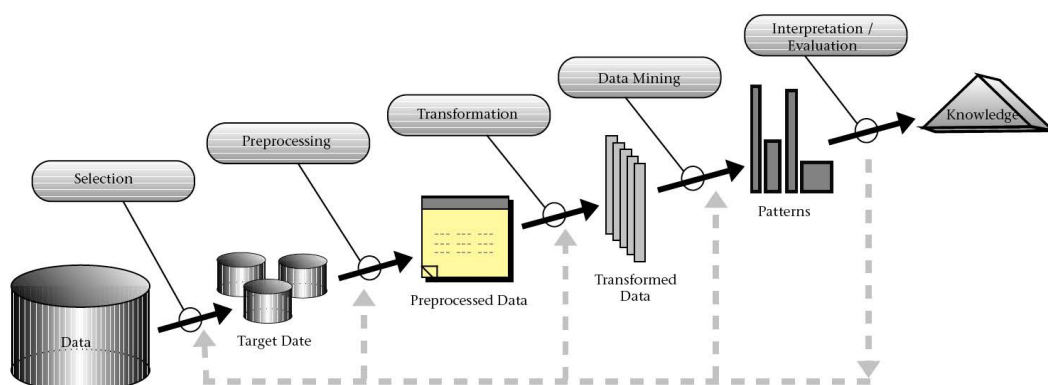 Interpretation /
Evaluation
Data Mining
Transformation
Preprocessing
Selection
Data
Target Date
Preprocessed Data
Transformed
Data
Patterns
Knowledge